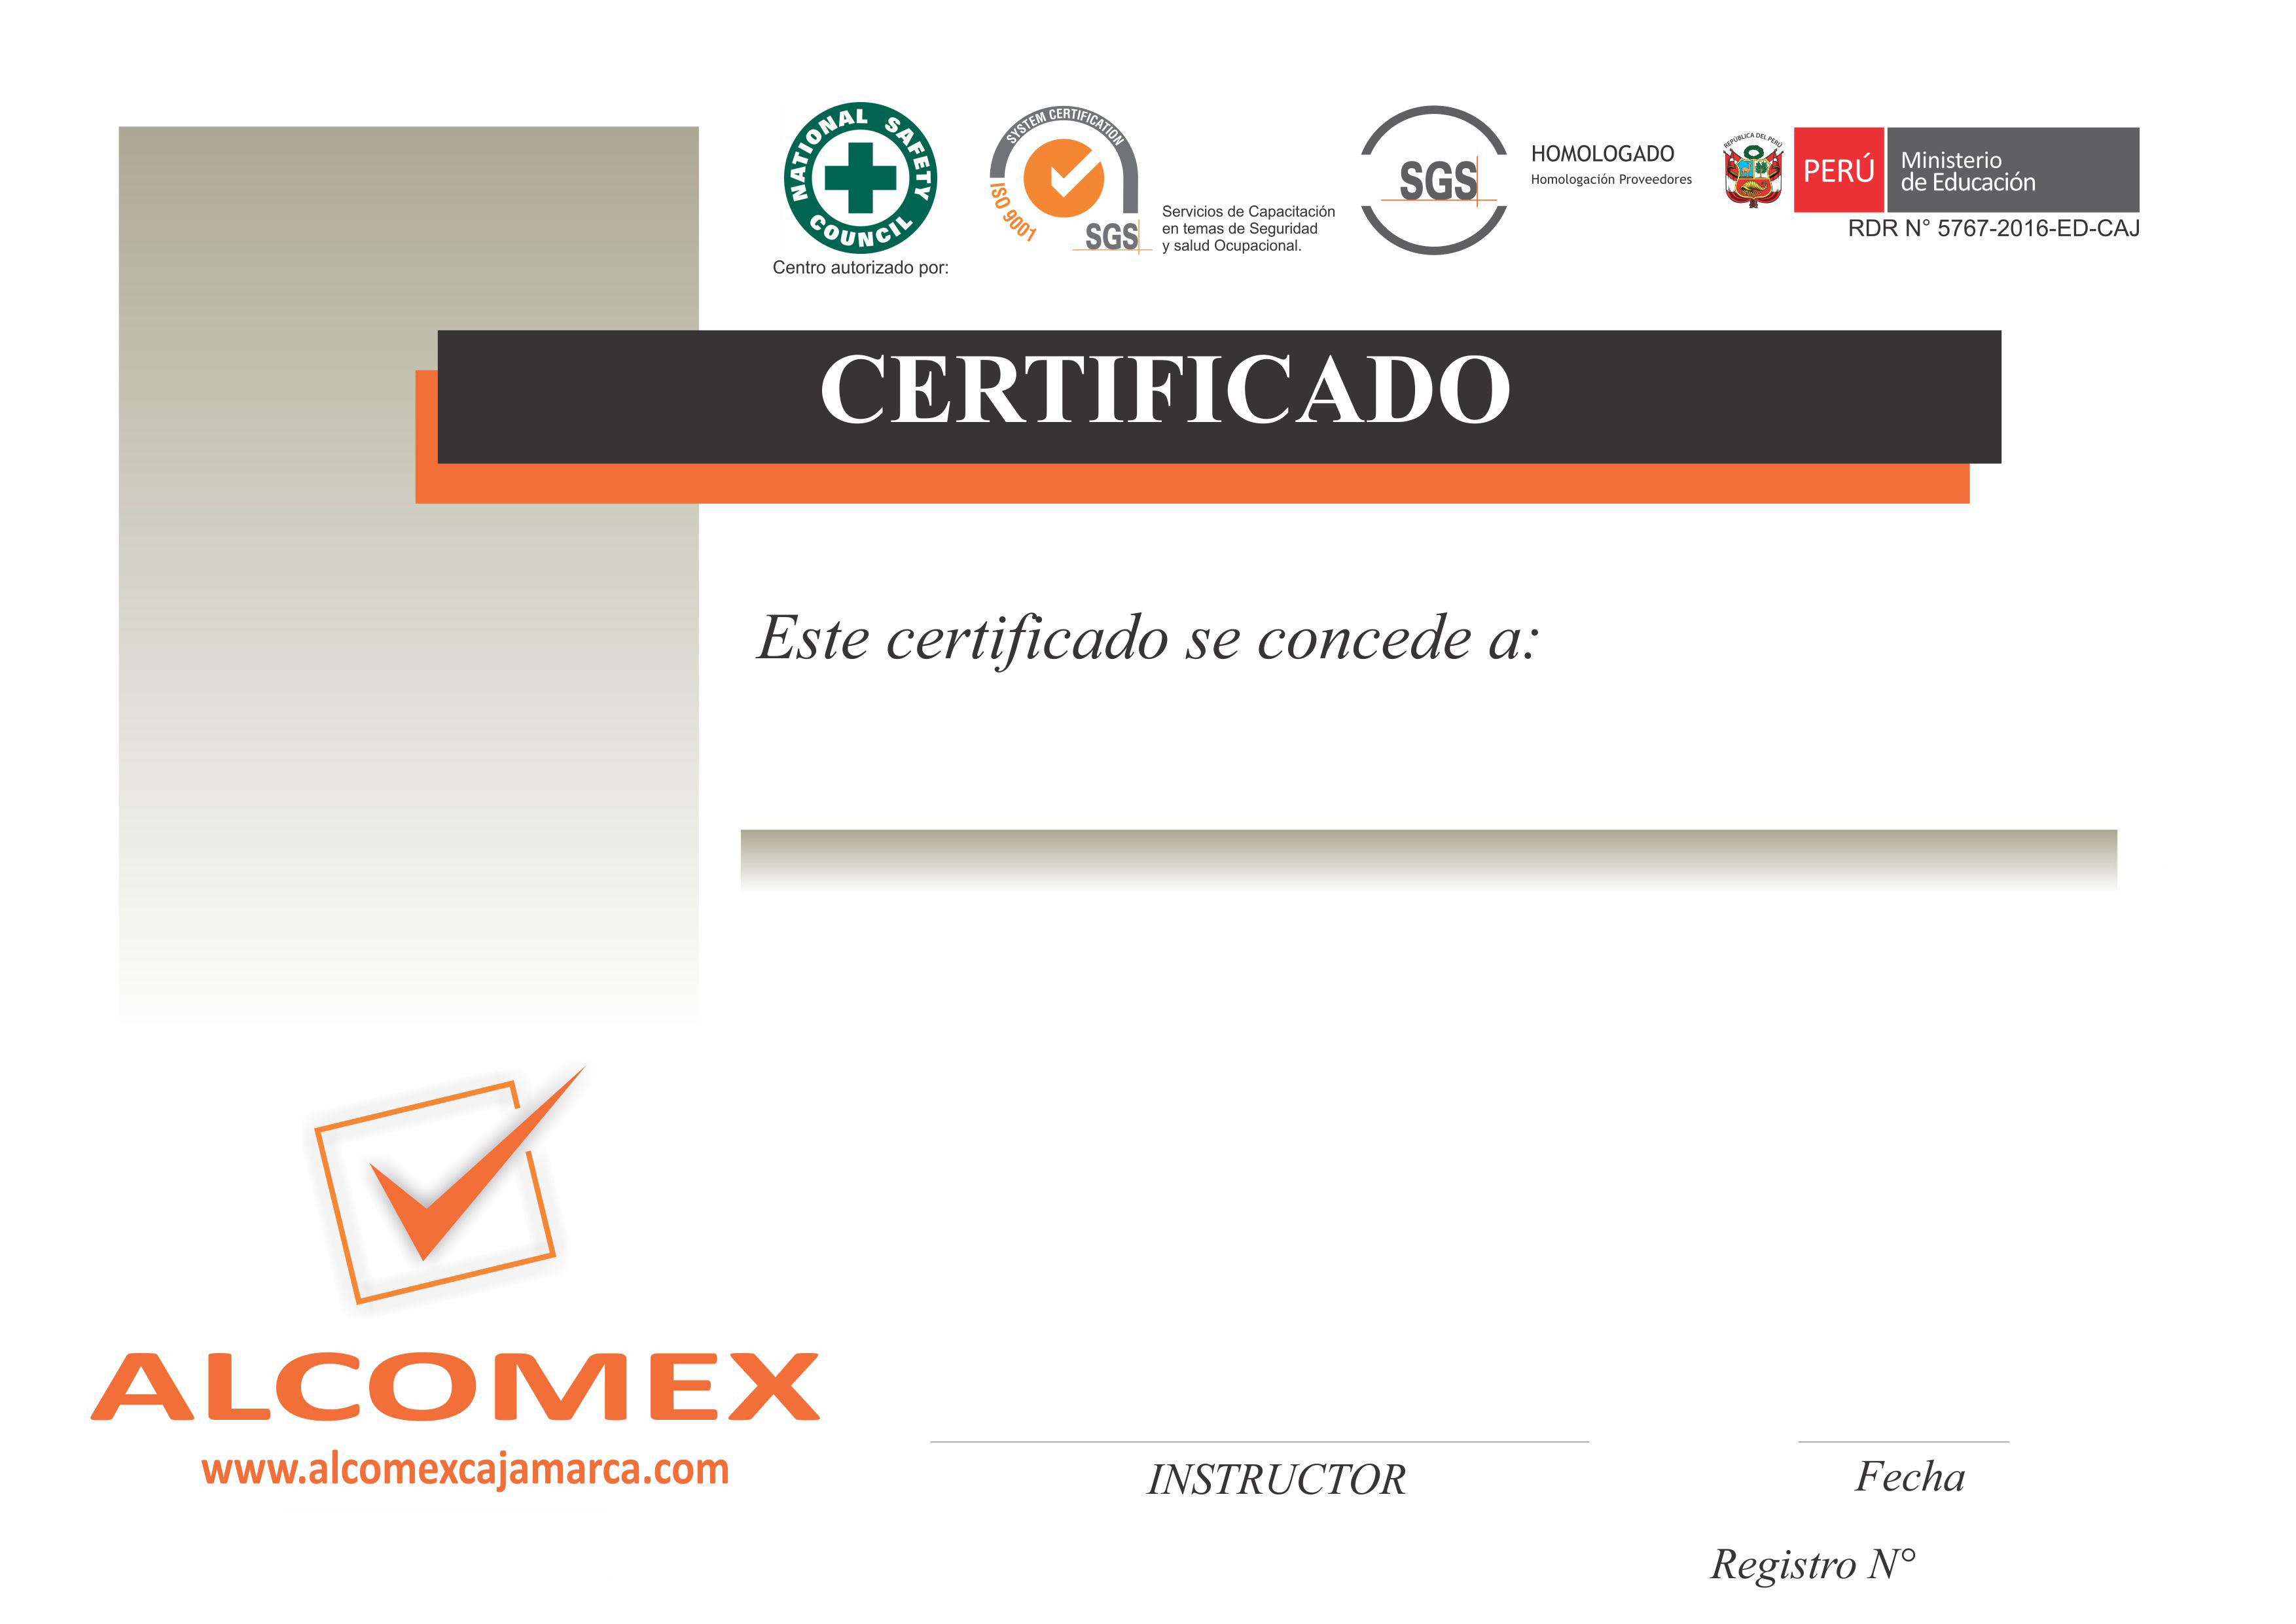 NATIONAL SAFETY COUNCIL
Centro autorizado por:
SYSTEM CERTIFICATION
ISO 9001
SGS
Servicios de Capacitación
en temas de Seguridad
y salud Ocupacional.
SGS
HOMOLOGADO
Homologación Proveedores
REPÚBLICA DEL PERÚ
PERÚ
Ministerio
de Educación
RDR N° 5767-2016-ED-CAJ
CERTIFICADO
Este certificado se concede a:
ALCOMEX
www.alcomexcajamarca.com
INSTRUCTOR
Fecha
Registro N°